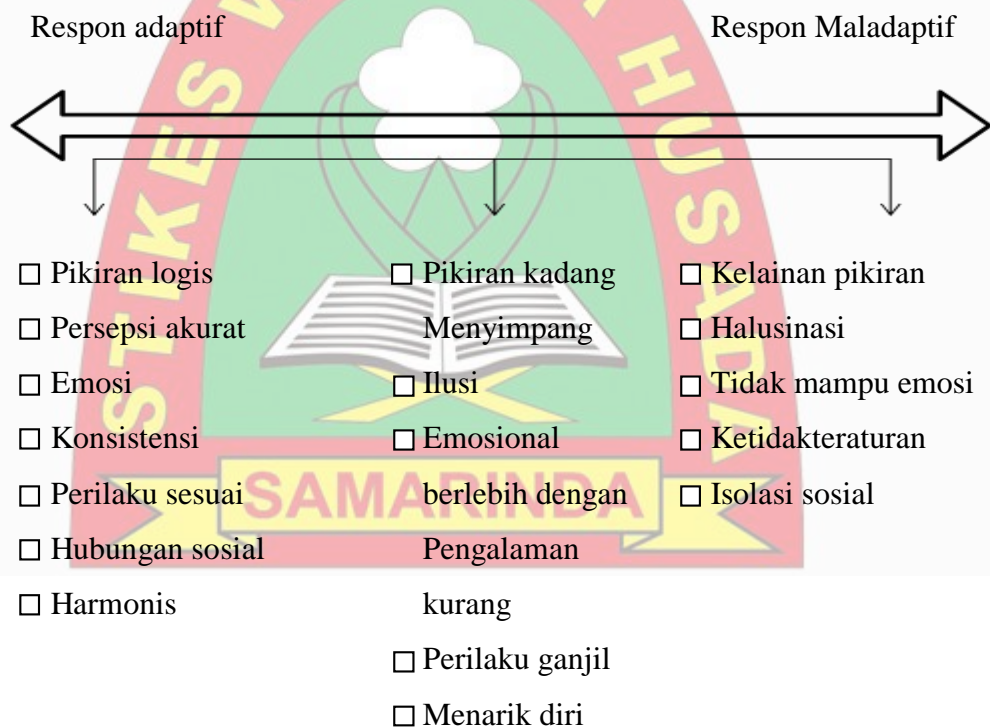 Respon adaptif
Respon Maladaptif
☐ Pikiran logis
☐ Persepsi akurat
☐ Emosi
☐ Konsistensi
☐ Perilaku sesuai
☐ Hubungan sosial
☐ Harmonis
☐ Pikiran kadang
Menyimpang
☐ Ilusi
☐ Emosional
berlebih dengan
Pengalaman
kurang
☐ Perilaku ganjil
☐ Menarik diri
☐ Kelainan pikiran
☐ Halusinasi
☐ Tidak mampu emosi
☐ Ketidakteraturan
☐ Isolasi sosial
STIKES
HUSADA
SAMARINDA